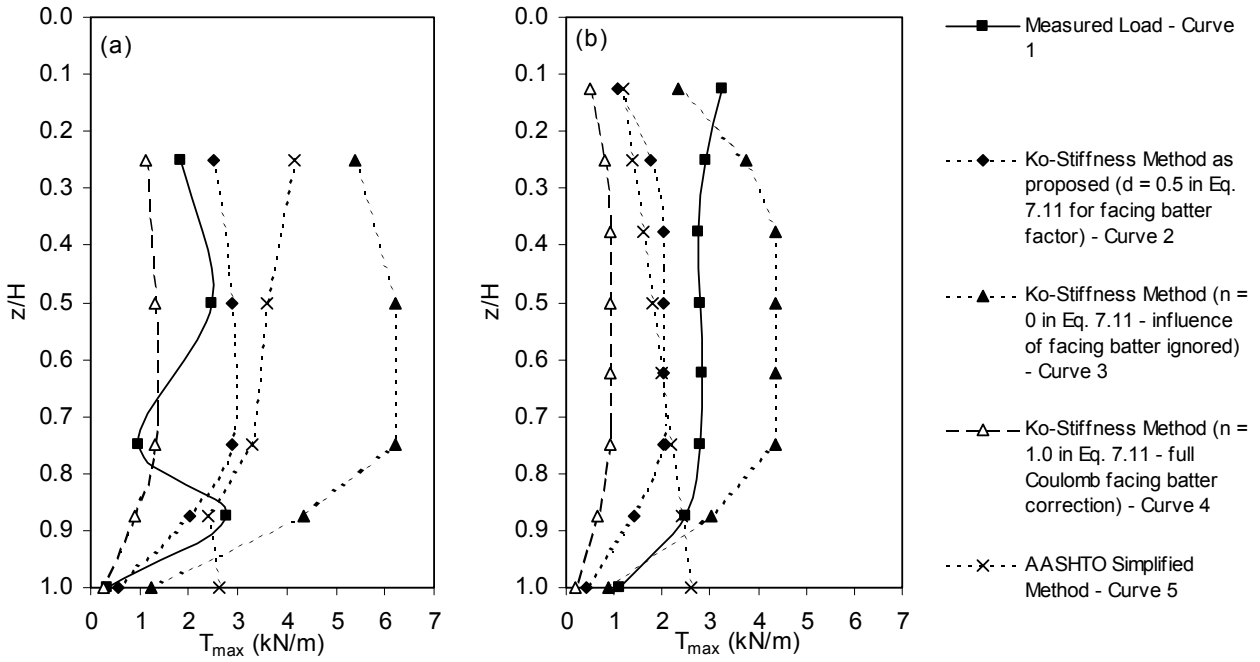 (a)
0.0
0.1
0.2
0.3
0.4
0.5
0.6
0.7
0.8
0.9
1.0
z/H
0 1 2 3 4 5 6 7
Tmax (kN/m)
(b)
0.0
0.1
0.2
0.3
0.4
0.5
0.6
0.7
0.8
0.9
1.0
z/H
0 1 2 3 4 5 6 7
Tmax (kN/m)
Measured Load - Curve
1
Ko-Stiffness Method as
proposed (d = 0.5 in Eq.
7.11 for facing batter
factor) - Curve 2
Ko-Stiffness Method (n =
0 in Eq. 7.11 - influence
of facing batter ignored)
- Curve 3
Ko-Stiffness Method (n =
1.0 in Eq. 7.11 - full
Coulomb facing batter
correction) - Curve 4
AASHTO Simplified
Method - Curve 5